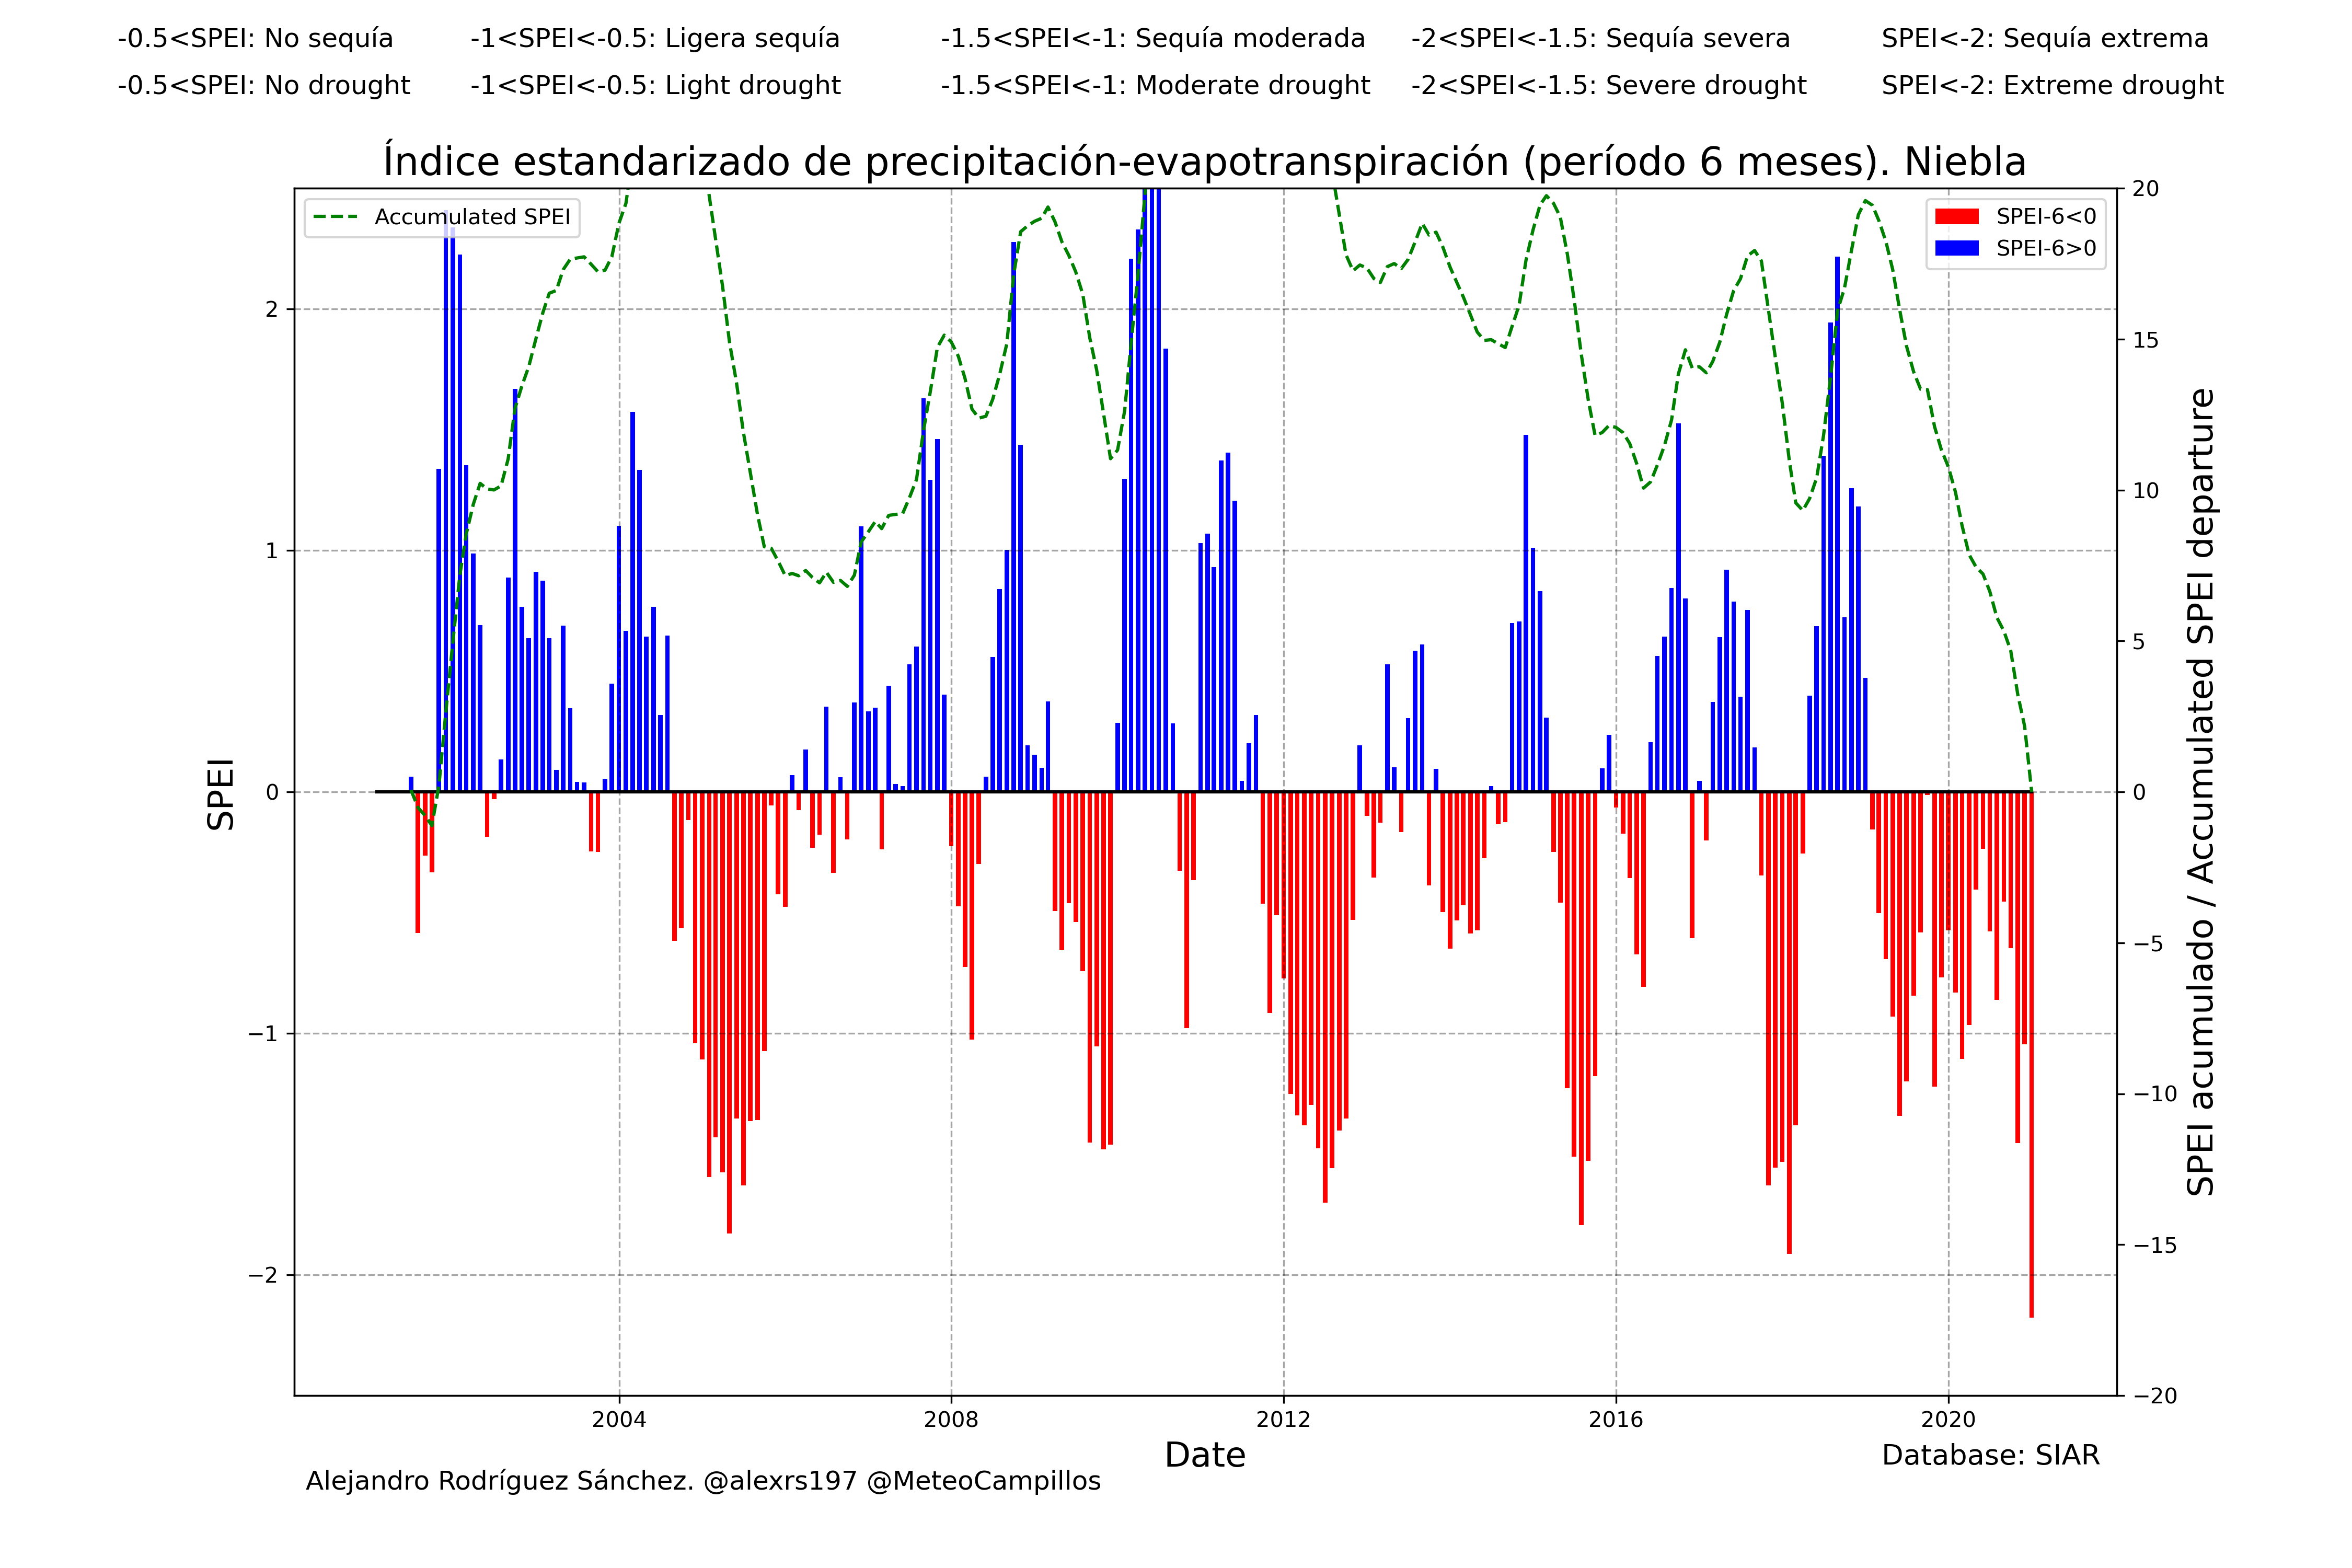 -0.5<SPEI: No sequía -1<SPEI<-0.5: Ligera sequía -1.5<SPEI<-1: Sequía moderada -2<SPEI<-1.5: Sequía severa SPEI<-2: Sequía extrema
-0.5<SPEI: No drought -1<SPEI<-0.5: Light drought -1.5<SPEI<-1: Moderate drought -2<SPEI<-1.5: Severe drought SPEI<-2: Extreme drought
Índice estandarizado de precipitación-evapotranspiración (período 6 meses). Niebla
Accumulated SPEI
SPEI-6<0
SPEI-6>0
SPEI
2
1
0
−1
−2
20
15
10
5
0
−5
−10
−15
−20
SPEI acumulado / Accumulated SPEI departure
2004 2008 2012 2016 2020
Date
Database: SIAR
Alejandro Rodríguez Sánchez. @alexrs197 @MeteoCampillos